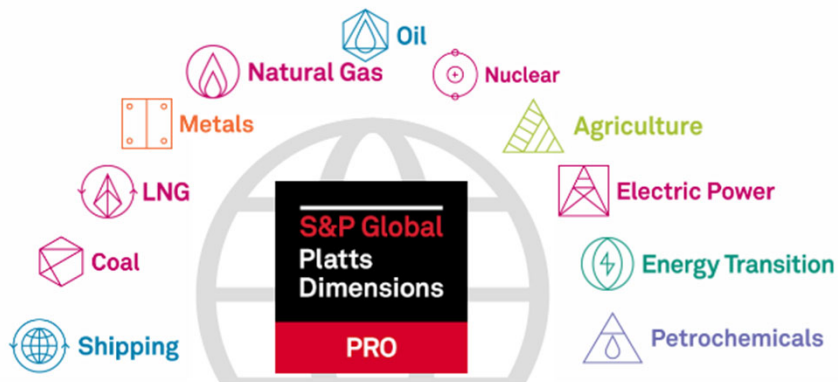 Oil
Natural Gas
Nuclear
Metals
Agriculture
LNG
Electric Power
S&P Global
Platts
Dimensions
PRO
Coal
Energy Transition
Shipping
Petrochemicals